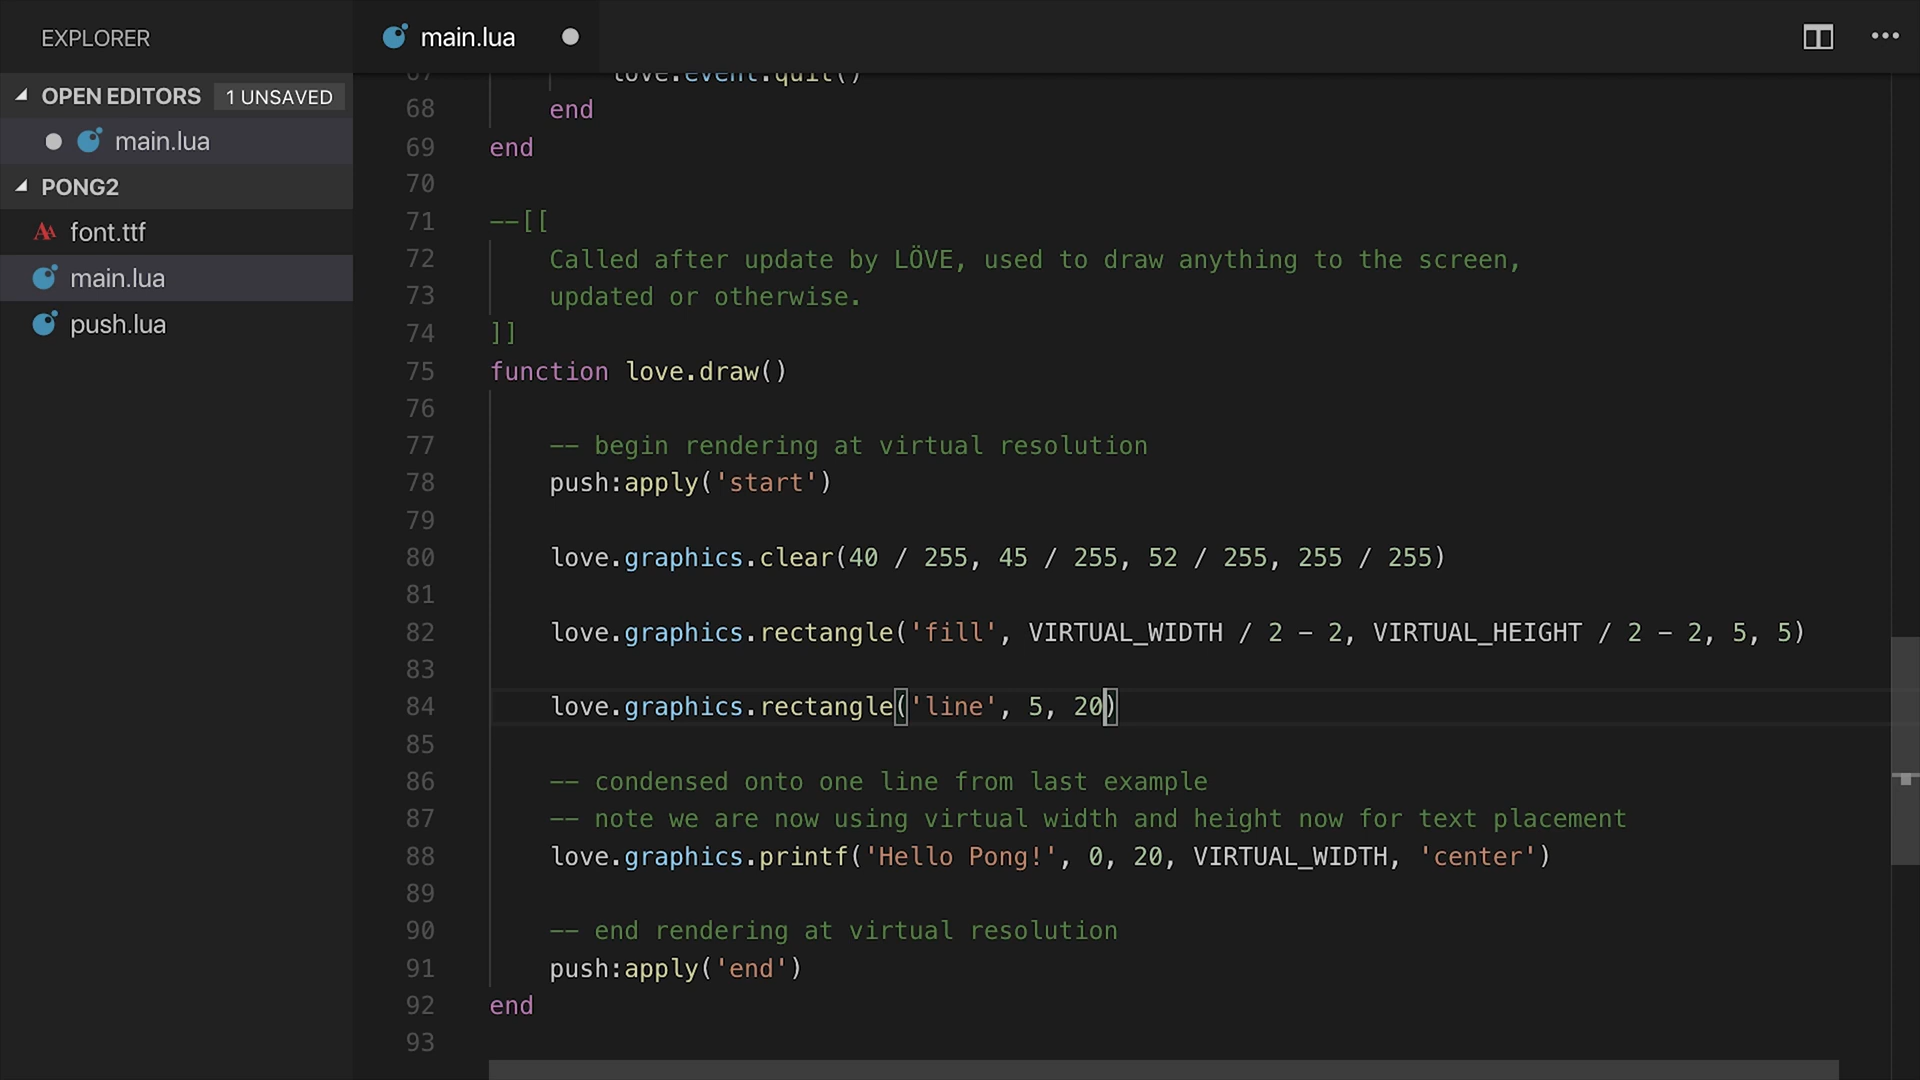 EXPLORER
main.lua
OPEN EDITORS 1 UNSAVED
main.lua
PONG2
font.ttf
main.lua
push.lua
67 love.event.quit()
68 end
69 end
70
71 --[[
72 Called after update by LÖVE, used to draw anything to the screen,
73 updated or otherwise.
74 ]]
75 function love.draw()
76
77 -- begin rendering at virtual resolution
78 push:apply('start')
79
80 love.graphics.clear(40 / 255, 45 / 255, 52 / 255, 255 / 255)
81
82 love.graphics.rectangle('fill', VIRTUAL_WIDTH / 2 - 2, VIRTUAL_HEIGHT / 2 - 2, 5, 5)
83
84 love.graphics.rectangle('line', 5, 20)
85
86 -- condensed onto one line from last example
87 -- note we are now using virtual width and height now for text placement
88 love.graphics.printf('Hello Pong!', 0, 20, VIRTUAL_WIDTH, 'center')
89
90 -- end rendering at virtual resolution
91 push:apply('end')
92 end
93